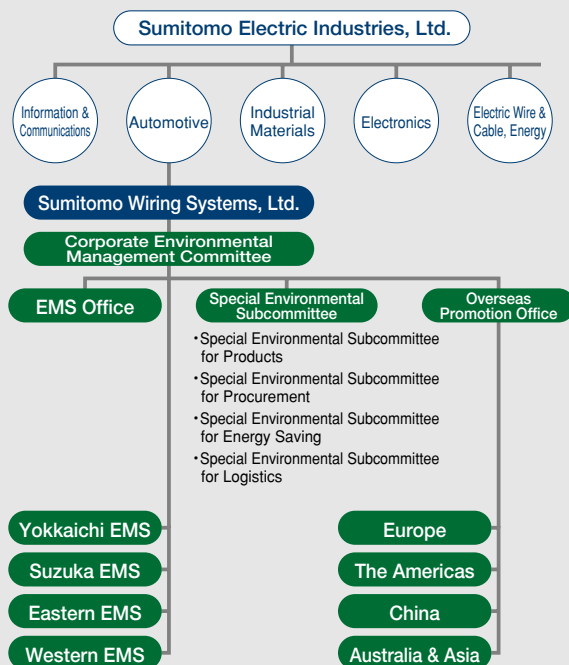 Sumitomo Electric Industries, Ltd.
Information &
Communications
Automotive
Industrial
Materials
Electronics
Electric Wire &
Cable, Energy
Sumitomo Wiring Systems, Ltd.
Corporate Environmental
Management Committee
EMS Office
Special Environmental
Subcommittee
Overseas
Promotion Office
・Special Environmental Subcommittee
for Products
・Special Environmental Subcommittee
for Procurement
・Special Environmental Subcommittee
for Energy Saving
・Special Environmental Subcommittee
for Logistics
Yokkaichi EMS
Suzuka EMS
Eastern EMS
Western EMS
Europe
The Americas
China
Australia & Asia